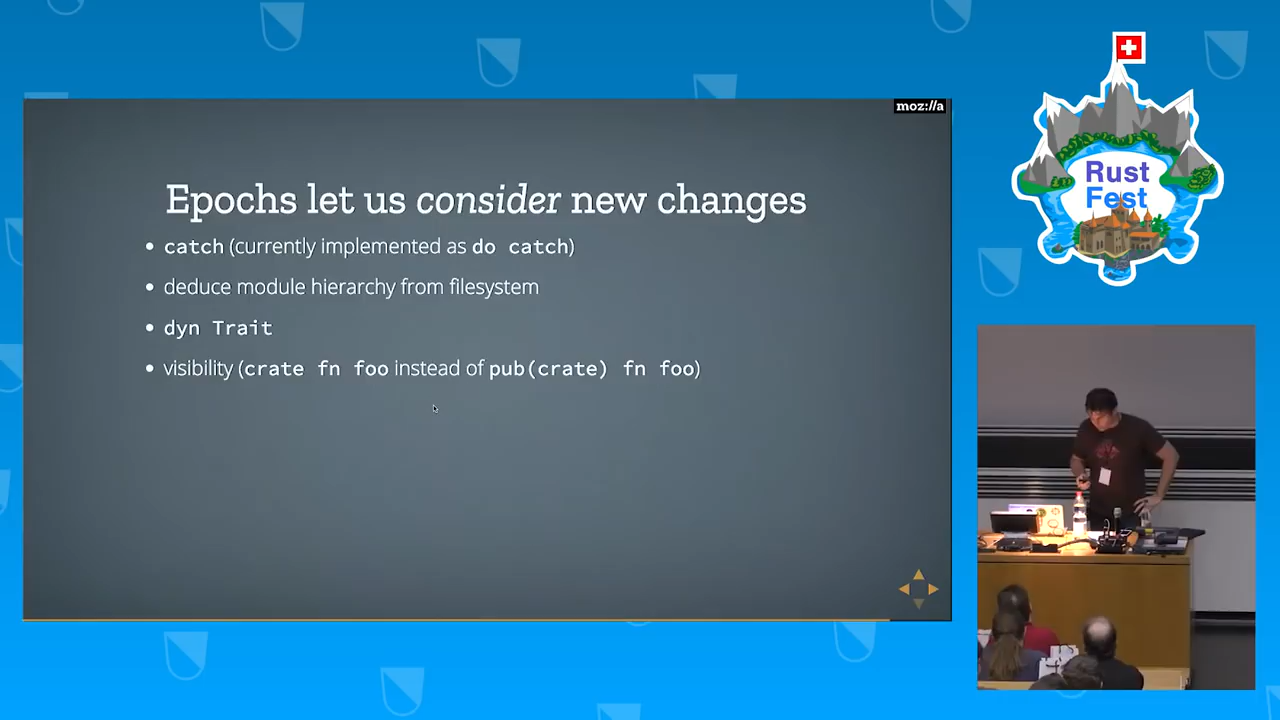 moz://a
Epochs let us consider new changes
• catch (currently implemented as do catch)
• deduce module hierarchy from filesystem
• dyn Trait
• visibility (crate fn foo instead of pub(crate) fn foo)
Rust
Fest